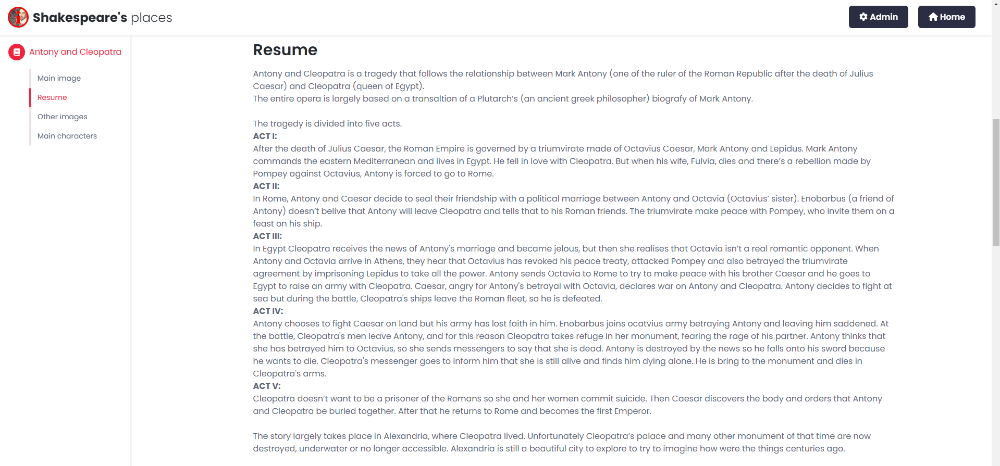 Shakespeare's places
Admin
Home
Antony and Cleopatra
Main image
Resume
Other images
Main characters
Resume
Antony and Cleopatra is a tragedy that follows the relationship between Mark Antony (one of the ruler of the Roman Republic after the death of Julius
Caesar) and Cleopatra (queen of Egypt).
The entire opera is largely based on a transaltion of a Plutarch’s (an ancient greek philosopher) biografy of Mark Antony.
The tragedy is divided into five acts.
ACT I:
After the death of Julius Caesar, the Roman Empire is governed by a triumvirate made of Octavius Caesar, Mark Antony and Lepidus. Mark Antony
commands the eastern Mediterranean and lives in Egypt. He fell in love with Cleopatra. But when his wife, Fulvia, dies and there’s a rebellion made by
Pompey against Octavius, Antony is forced to go to Rome.
ACT II:
In Rome, Antony and Caesar decide to seal their friendship with a political marriage between Antony and Octavia (Octavius’ sister). Enobarbus (a friend of
Antony) doesn’t belive that Antony will leave Cleopatra and tells that to his Roman friends. The triumvirate make peace with Pompey, who invite them on a
feast on his ship.
ACT III:
In Egypt Cleopatra receives the news of Antony's marriage and became jelous, but then she realises that Octavia isn’t a real romantic opponent. When
Antony and Octavia arrive in Athens, they hear that Octavius has revoked his peace treaty, attacked Pompey and also betrayed the triumvirate
agreement by imprisoning Lepidus to take all the power. Antony sends Octavia to Rome to try to make peace with his brother Caesar and he goes to
Egypt to raise an army with Cleopatra. Caesar, angry for Antony's betrayal with Octavia, declares war on Antony and Cleopatra. Antony decides to fight at
sea but during the battle, Cleopatra's ships leave the Roman fleet, so he is defeated.
ACT IV:
Antony chooses to fight Caesar on land but his army has lost faith in him. Enobarbus joins ocatvius army betraying Antony and leaving him saddened. At
the battle, Cleopatra's men leave Antony, and for this reason Cleopatra takes refuge in her monument, fearing the rage of his partner. Antony thinks that
she has betrayed him to Octavius, so she sends messengers to say that she is dead. Antony is destroyed by the news so he falls onto his sword because
he wants to die. Cleopatra's messenger goes to inform him that she is still alive and finds him dying alone. He is bring to the monument and dies in
Cleopatra's arms.
ACT V:
Cleopatra doesn’t want to be a prisoner of the Romans so she and her women commit suicide. Then Caesar discovers the body and orders that Antony
and Cleopatra be buried together. After that he returns to Rome and becomes the first Emperor.
The story largely takes place in Alexandria, where Cleopatra lived. Unfortunately Cleopatra’s palace and many other monument of that time are now
destroyed, underwater or no longer accessible. Alexandria is still a beautiful city to explore to try to imagine how were the things centuries ago.